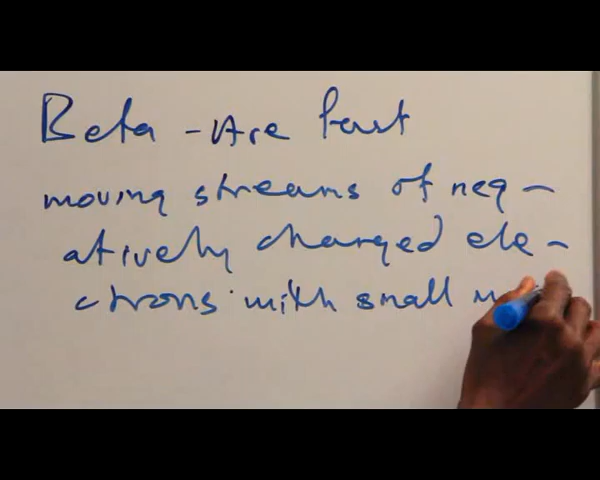 Beta - Are fast
moving streams of neg -
atively charged ele -
ctrons with small